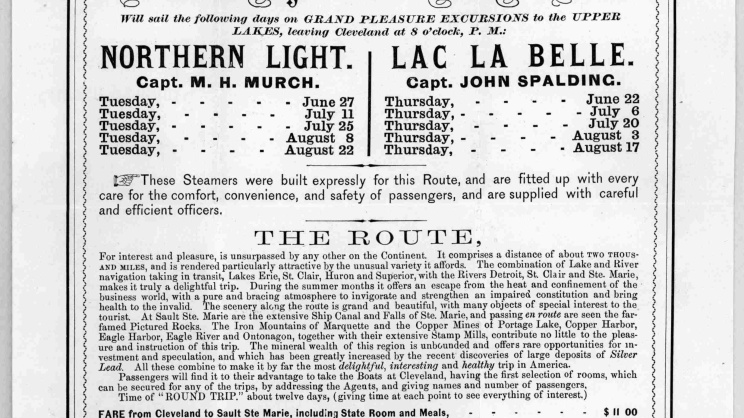 Will sail the following days on GRAND PLEASURE EXCURSIONS to the UPPER
LAKES, leaving Cleveland at 8 o'clock, P. M.:
NORTHERN LIGHT.
Capt. M. H. MURCH.
Tuesday, - - - - - June 27
Tuesday, - - - - - July 11
Tuesday, - - - - - July 25
Tuesday, - - - - August 8
Tuesday, - - - - August 22
LAC LA BELLE.
Capt. JOHN SPALDING.
Thursday, - - - - June 22
Thursday, - - - - - July 6
Thursday, - - - - July 20
Thursday, - - - - August 3
Thursday, - - - - August 17
☞These Steamers were built expressly for this Route, and are fitted up with every
care for the comfort, convenience, and safety of passengers, and are supplied with careful
and efficient officers.
THE ROUTE,
For interest and pleasure, is unsurpassed by any other on the Continent. It comprises a distance of about TWO THOUS-
AND MILES, and is rendered particularly attractive by the unusual variety it affords. The combination of Lake and River
navigation taking in transit, Lakes Erie, St. Clair, Huron and Superior, with the Rivers Detroit, St. Clair and Ste. Marie,
makes it truly a delightful trip. During the summer months it offers an escape from the heat and confinement of the
business world, with a pure and bracing atmosphere to invigorate and strengthen an impaired constitution and bring
health to the invalid. The scenery along the route is grand and beautiful, with many objects of special interest to the
tourist. At Sault Ste. Marie are the extensive Ship Canal and Falls of Ste. Marie, and passing en route are seen the far-
famed Pictured Rocks. The Iron Mountains of Marquette and the Copper Mines of Portage Lake, Copper Harbor,
Eagle Harbor, Eagle River and Ontonagon, together with their extensive Stamp Mills, contribute no little to the pleas-
ure and instruction of this trip. The mineral wealth of this region is unbounded and offers rare opportunities for in-
vestment and speculation, and which has been greatly increased by the recent discoveries of large deposits of Silver
Lead. All these combine to make it by far the most delightful, interesting and healthy trip in America.
Passengers will find it to their advantage to take the Boats at Cleveland, having the first selection of rooms, which
can be secured for any of the trips, by addressing the Agents, and giving names and number of passengers.
Time of "ROUND TRIP." about twelve days, (giving time at each point to see everything of interest.)
FARE from Cleveland to Sault Ste Marie, including State Room and Meals, - - - - $11 00